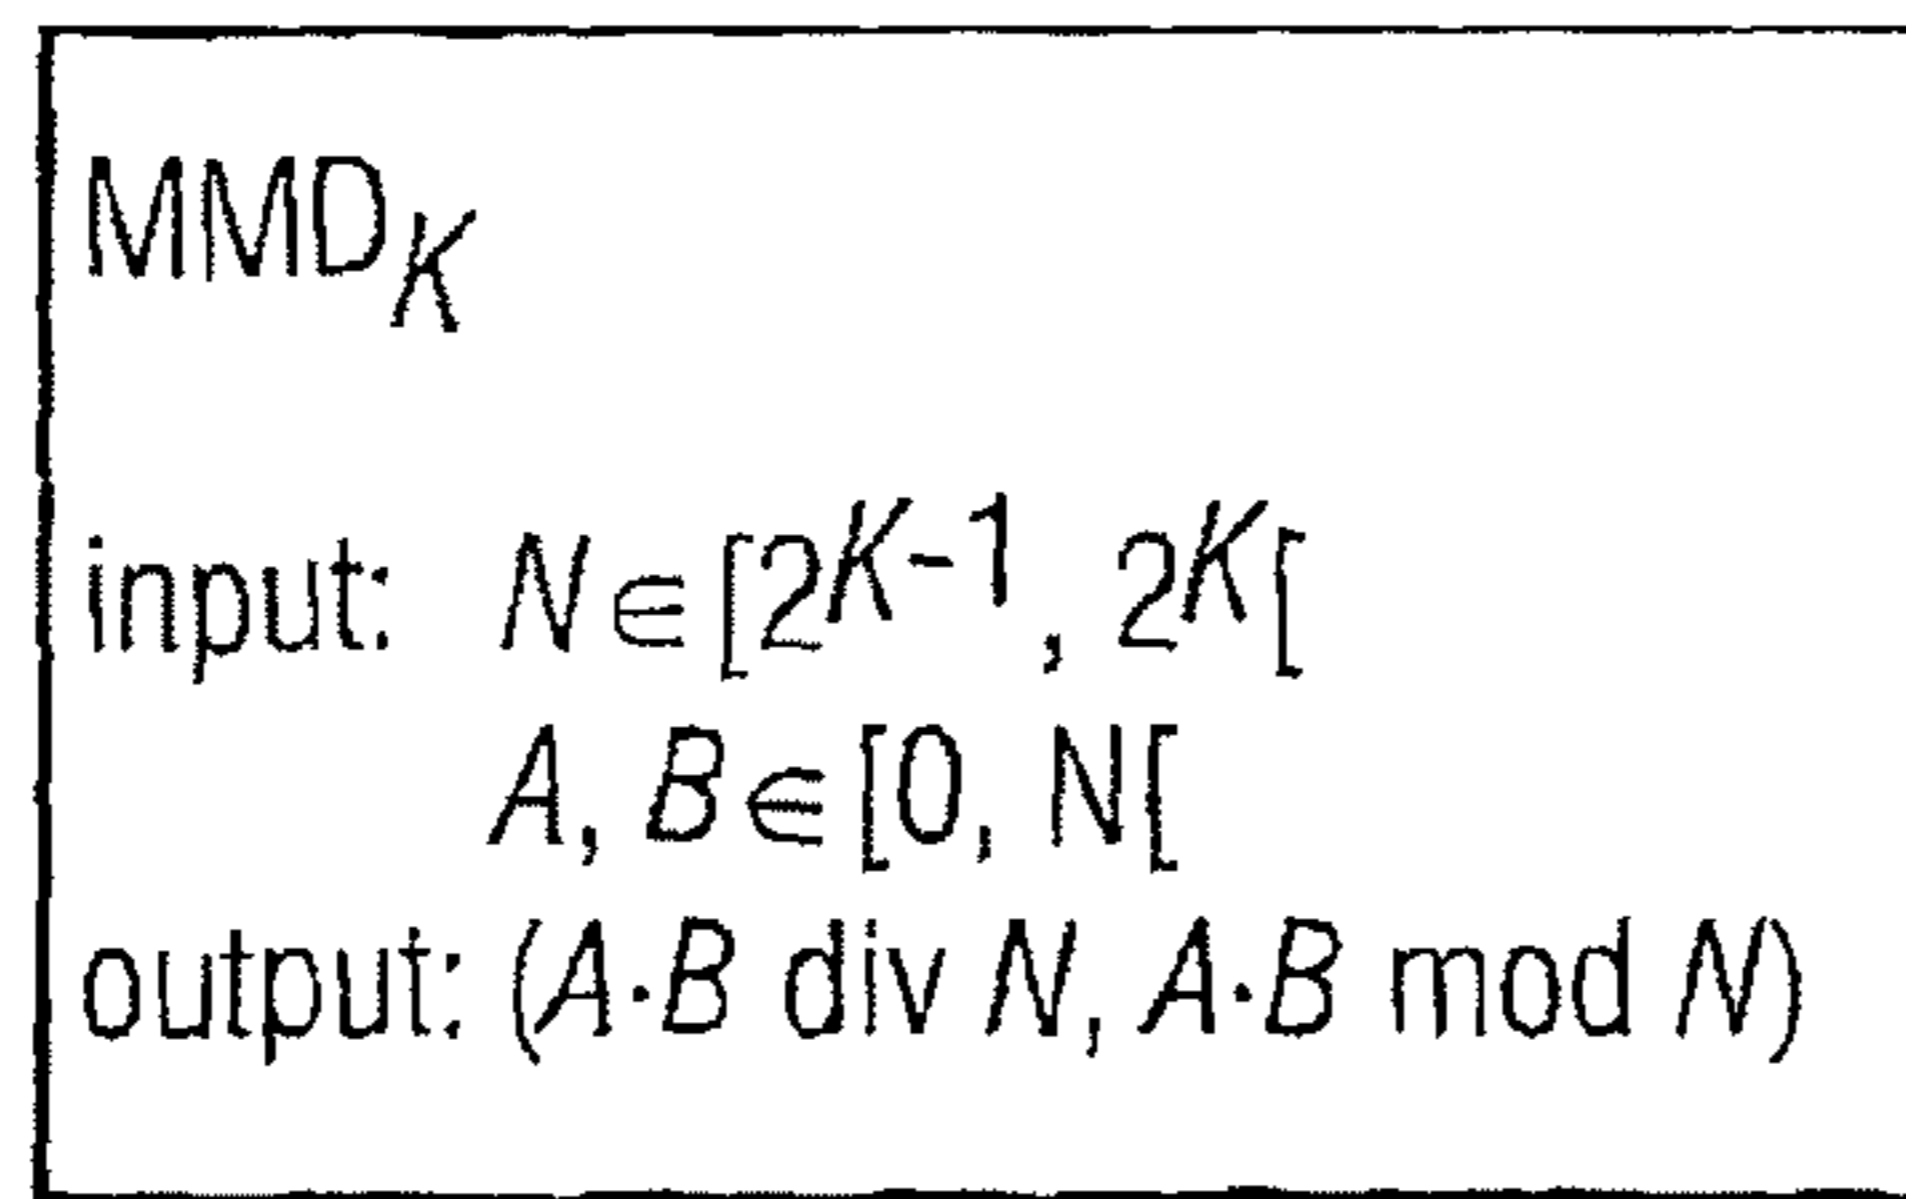 MMD_K
input: N ∈ [2^{K-1}, 2^K[
A, B ∈ [0, N[
output: (A·B div N, A·B mod N)